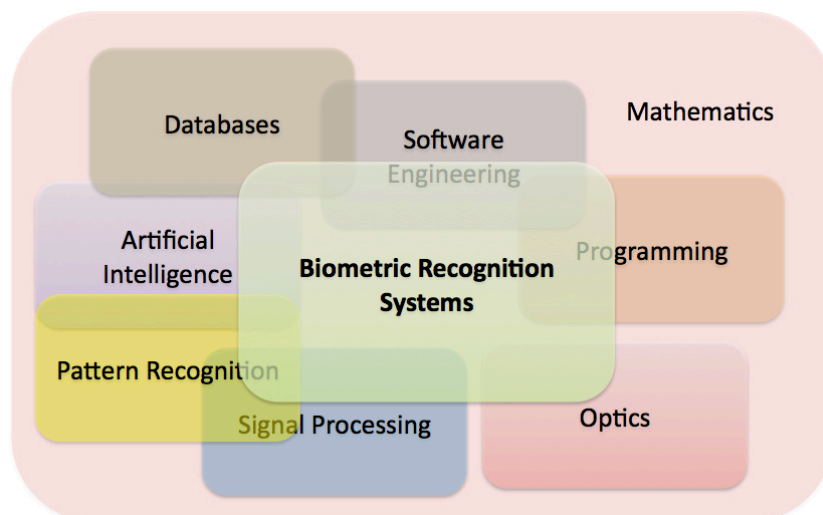 Databases
Software
Engineering
Mathematics
Artificial
Intelligence
Biometric Recognition
Systems
Programming
Pattern Recognition
Signal Processing
Optics